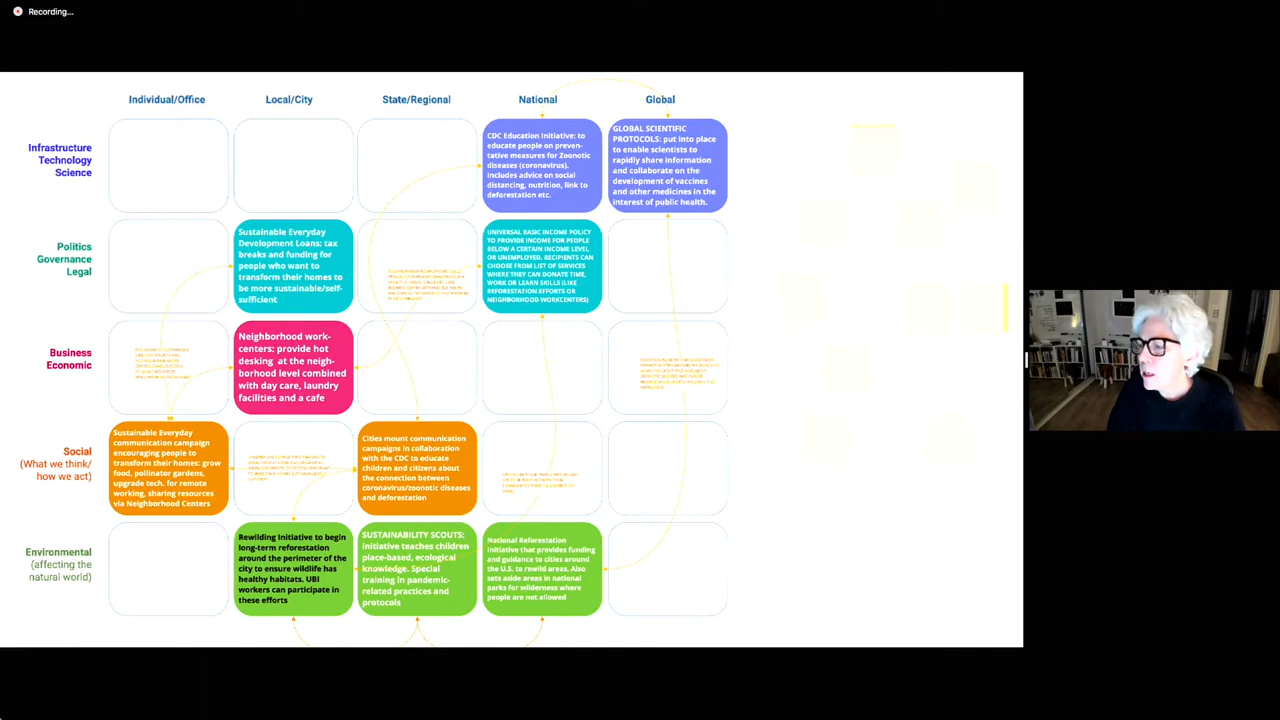 Recording...
Individual/Office
Local/City
State/Regional
National
Global
Infrastructure
Technology
Science
CDC Education Initiative: to
educate people on preven-
tative measures for Zoonotic
diseases (coronavirus).
Includes advice on social
distancing, nutrition, link to
deforestation etc.
GLOBAL SCIENTIFIC
PROTOCOLS: put into place
to enable scientists to
rapidly share information
and collaborate on the
development of vaccines
and other medicines in the
interest of public health.
Politics
Governance
Legal
Sustainable Everyday
Development Loans: tax
breaks and funding for
people who want to
transform their homes to
be more sustainable/self-
sufficient
UNIVERSAL BASIC INCOME POLICY
TO PROVIDE INCOME FOR PEOPLE
BELOW A CERTAIN INCOME LEVEL
OR UNEMPLOYED. RECIPIENTS CAN
CHOOSE FROM LIST OF SERVICES
WHERE THEY CAN DONATE TIME,
WORK OR LEARN SKILLS (LIKE
REFORESTATION EFFORTS OR
NEIGHBORHOOD WORKCENTERS)
Business
Economic
Neighborhood work-
centers: provide hot
desking at the neigh-
borhood level combined
with day care, laundry
facilities and a cafe
Social
(What we think/
how we act)
Sustainable Everyday
communication campaign
encouraging people to
transform their homes: grow
food, pollinator gardens,
upgrade tech. for remote
working, sharing resources
via Neighborhood Centers
Cities mount communication
campaigns in collaboration
with the CDC to educate
children and citizens about
the connection between
coronavirus/zoonotic diseases
and deforestation
Environmental
(affecting the
natural world)
Rewilding Initiative to begin
long-term reforestation
around the perimeter of the
city to ensure wildlife has
healthy habitats. UBI
workers can participate in
these efforts
SUSTAINABILITY SCOUTS:
initiative teaches children
place-based, ecological
knowledge. Special
training in pandemic-
related practices and
protocols
National Reforestation
Initiative that provides funding
and guidance to cities around
the U.S. to rewild areas. Also
sets aside areas in national
parks for wilderness where
people are not allowed